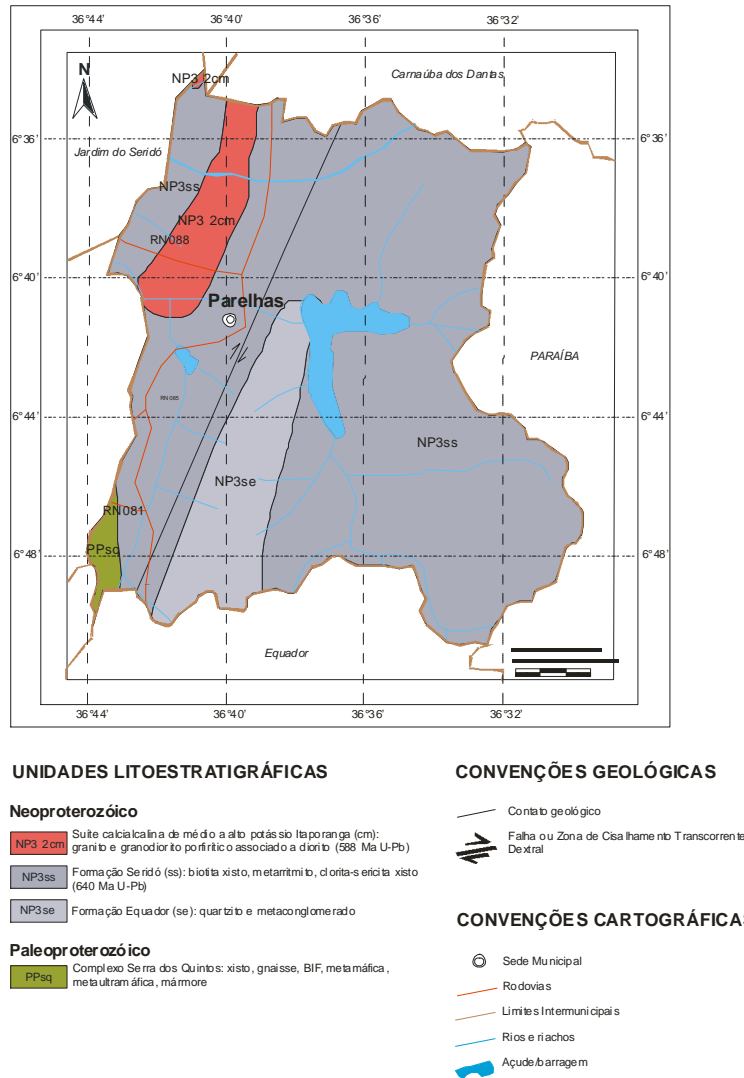 36°44'
36°40'
36°36'
36°32'
N
NP3 2cm
Carnaúba dos Dantas
6°36'
6°36'
Jardim do Seridó
NP3ss
NP3 2cm
RN088
6°40'
6°40'
Parelhas
PARAÍBA
RN085
6°44'
6°44'
NP3ss
NP3se
RN081
PPsq
6°48'
6°48'
Equador
36°44'
36°40'
36°36'
36°32'
UNIDADES LITOESTRATIGRÁFICAS
Neoproterozóico
NP3 2cm
Suíte calcialcalina de médio a alto potássio Itaporanga (cm):
granito e granodiorito porfirítico associado a diorito (588 Ma U-Pb)
NP3ss
Formação Seridó (ss): biotita xisto, metarritmito, clorita-sericita xisto
(640 Ma U-Pb)
NP3se
Formação Equador (se): quartzito e metaconglomerado
Paleoproterozóico
PPsq
Complexo Serra dos Quintos: xisto, gnaisse, BIF, metamáfica,
metaultramáfica, mármore
CONVENÇÕES GEOLÓGICAS
Contato geológico
Falha ou Zona de Cisalhamento Transcorrente
Dextral
CONVENÇÕES CARTOGRÁFICAS
Sede Municipal
Rodovias
Limites Intermunicipais
Rios e riachos
Açude/barragem